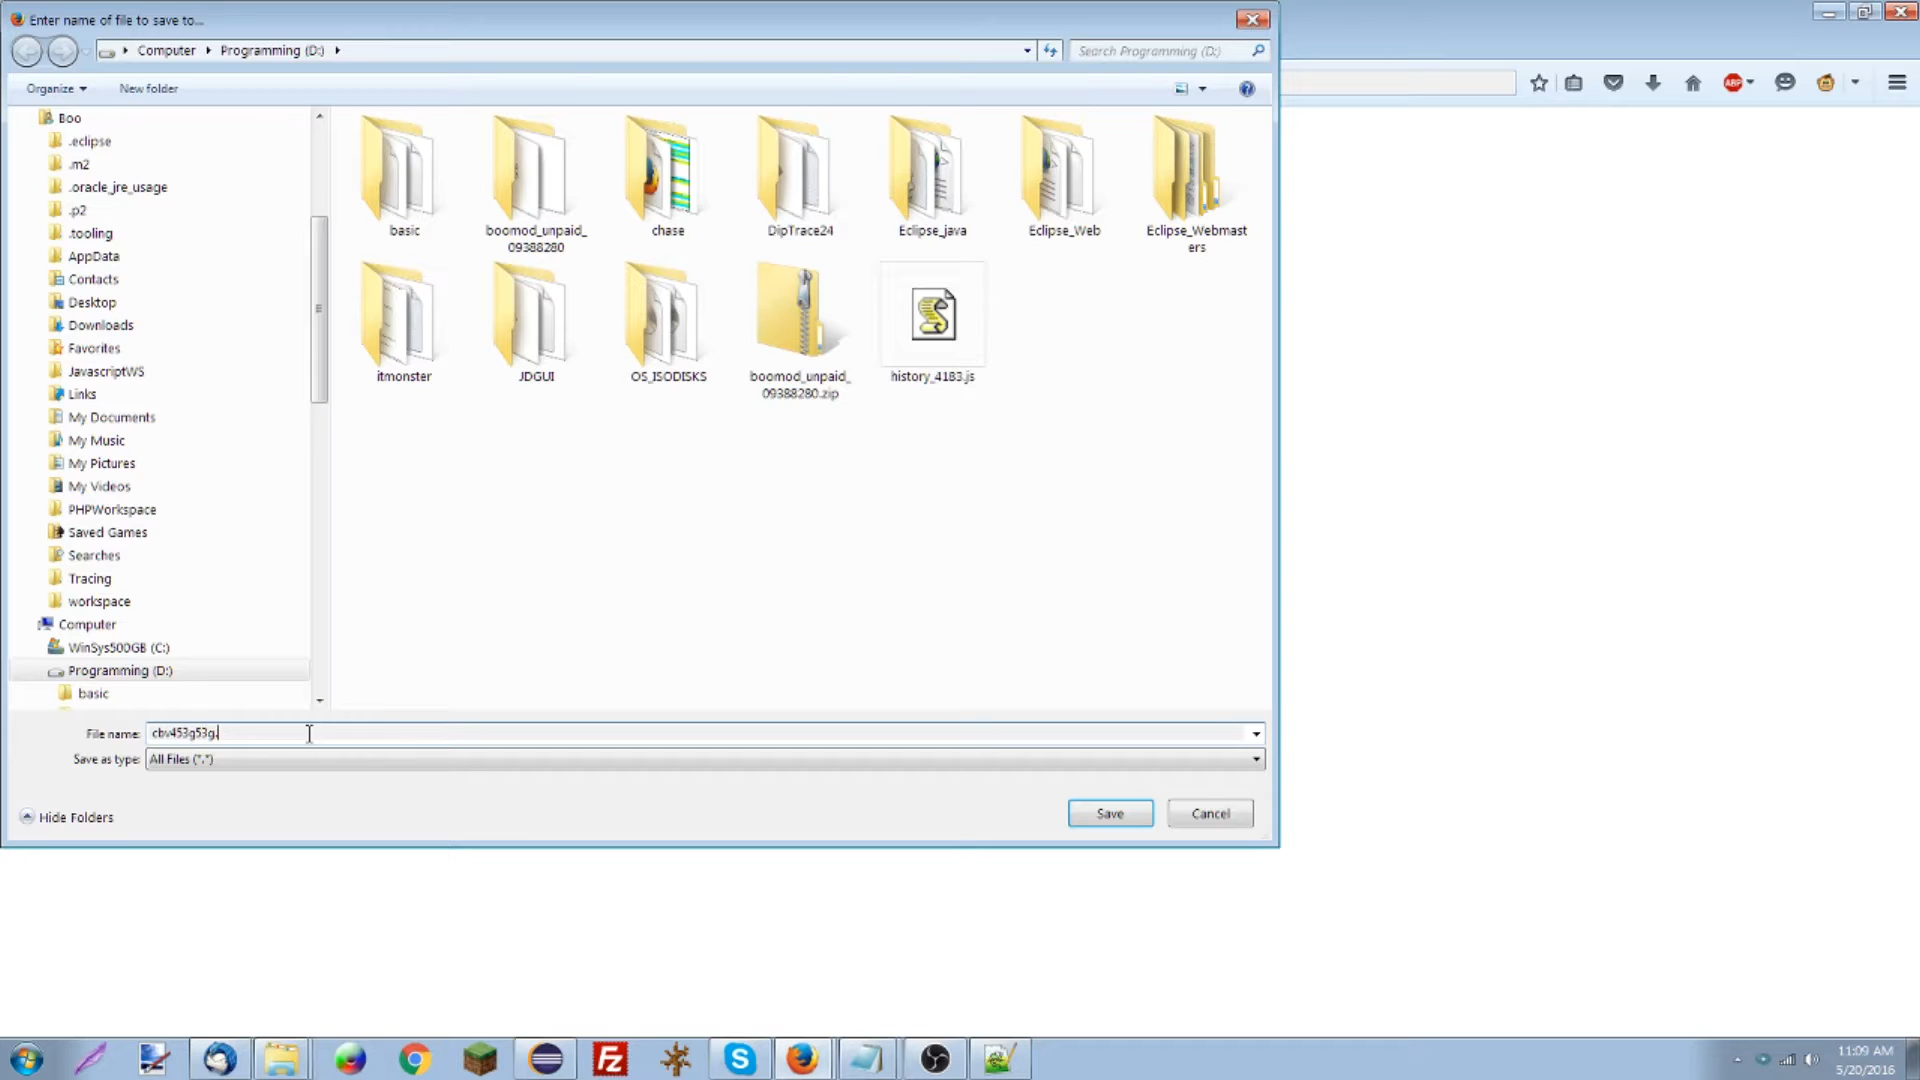 Enter name of file to save to...
Computer
Programming (D:)
Search Programming (D:)
Organize
New folder
ABP
Boo
.eclipse
.m2
.oracle_jre_usage
.p2
.tooling
AppData
Contacts
Desktop
Downloads
Favorites
JavascriptWS
Links
My Documents
My Music
My Pictures
My Videos
PHPWorkspace
Saved Games
Searches
Tracing
workspace
Computer
WinSys500GB (C:)
Programming (D:)
basic
basic
boomod_unpaid_
09388280
chase
DipTrace24
Eclipse_java
Eclipse_Web
Eclipse_Webmast
ers
itmonster
JDGUI
OS_ISODISKS
boomod_unpaid_
09388280.zip
history_4183.js
File name: cbv453g53g.
Save as type: All Files (*.*)
Hide Folders
Save
Cancel
11:09 AM
5/20/2016